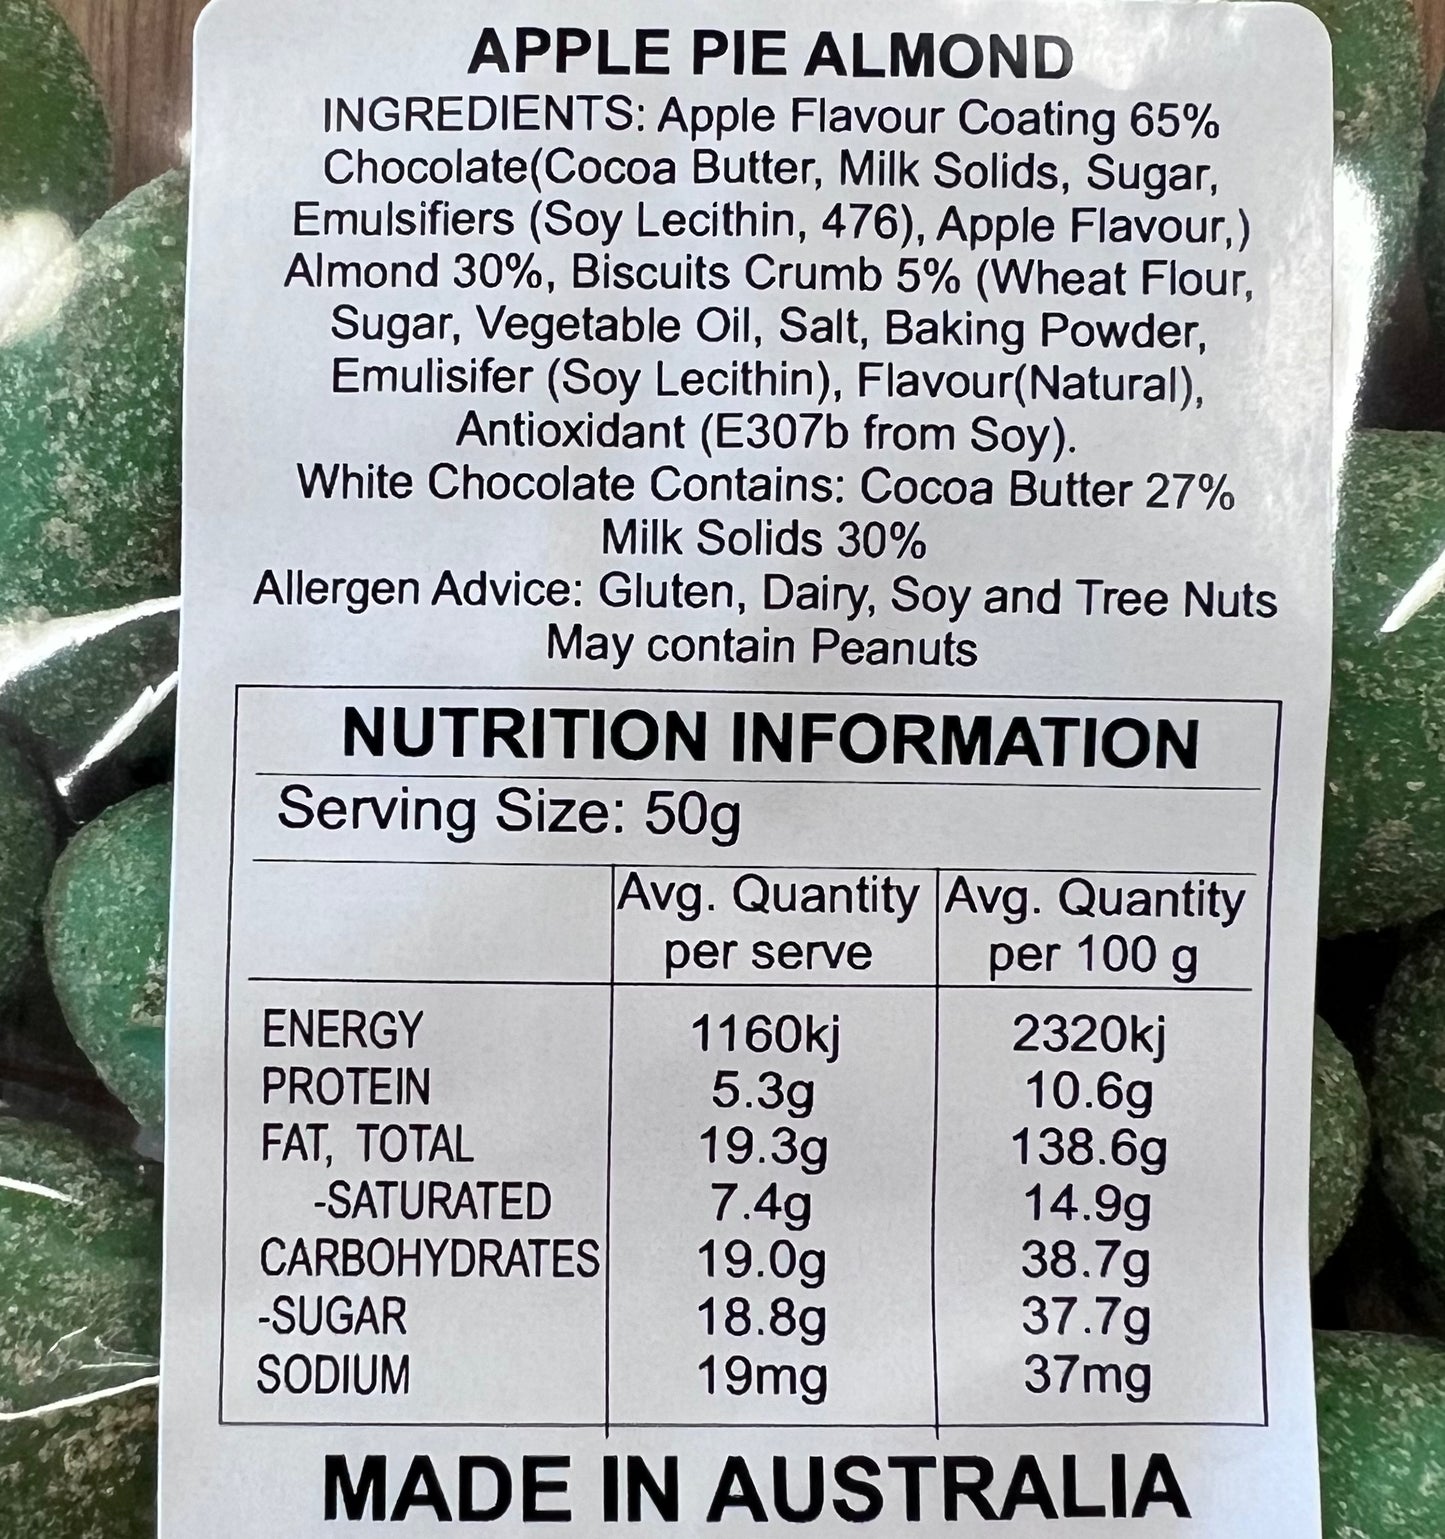 APPLE PIE ALMOND
INGREDIENTS: Apple Flavour Coating 65%
Chocolate(Cocoa Butter, Milk Solids, Sugar,
Emulsifiers (Soy Lecithin, 476), Apple Flavour,)
Almond 30%, Biscuits Crumb 5% (Wheat Flour,
Sugar, Vegetable Oil, Salt, Baking Powder,
Emulisifer (Soy Lecithin), Flavour(Natural),
Antioxidant (E307b from Soy).
White Chocolate Contains: Cocoa Butter 27%
Milk Solids 30%
Allergen Advice: Gluten, Dairy, Soy and Tree Nuts
May contain Peanuts
NUTRITION INFORMATION
Serving Size: 50g
Avg. Quantity Avg. Quantity
per serve per 100 g
ENERGY 1160kj 2320kj
PROTEIN 5.3g 10.6g
FAT, TOTAL 19.3g 138.6g
-SATURATED 7.4g 14.9g
CARBOHYDRATES 19.0g 38.7g
-SUGAR 18.8g 37.7g
SODIUM 19mg 37mg
MADE IN AUSTRALIA